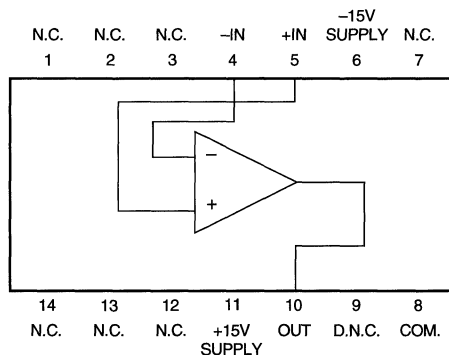 –15V
N.C. N.C. N.C. –IN +IN SUPPLY N.C.
1 2 3 4 5 6 7
–
+
14 13 12 11 10 9 8
N.C. N.C. N.C. +15V OUT D.N.C. COM.
SUPPLY